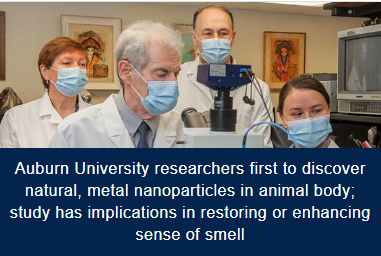 Auburn University researchers first to discover
natural, metal nanoparticles in animal body;
study has implications in restoring or enhancing
sense of smell